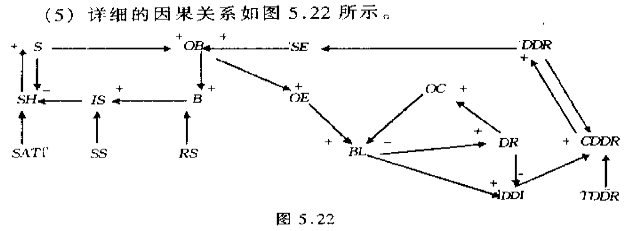 (5) 详细的因果关系如图 5.22 所示。
+ S + OB + SE DDR
+
SH - IS + B + OE + OC + CDDR
+ BL - + DR
-
SATT SS RS + IDDI TDDR
图 5.22